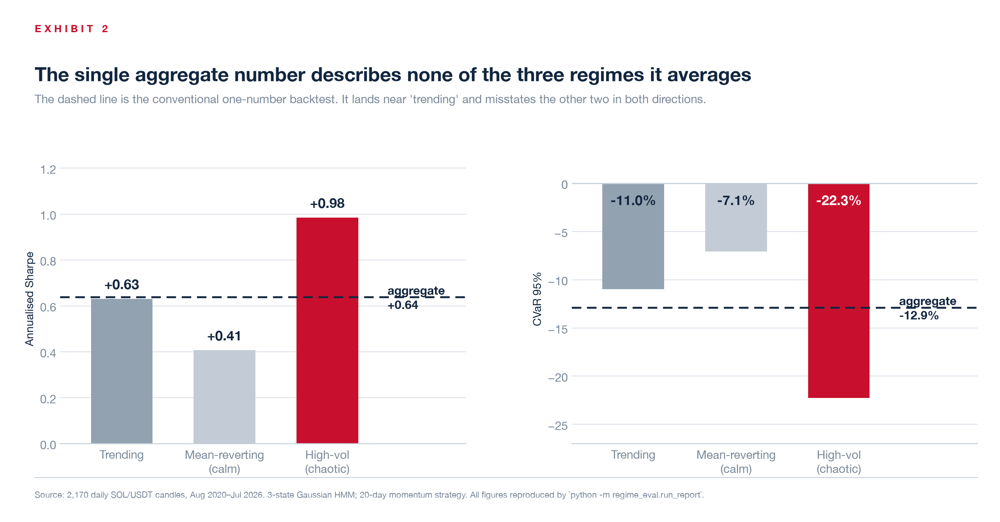 EXHIBIT 2
The single aggregate number describes none of the three regimes it averages
The dashed line is the conventional one-number backtest. It lands near 'trending' and misstates the other two in both directions.
Annualised Sharpe
1.2
1.0
0.8
0.6
0.4
0.2
0.0
+0.63
+0.41
+0.98
aggregate
+0.64
Trending
Mean-reverting
(calm)
High-vol
(chaotic)
CVaR 95%
0
−5
−10
−15
−20
−25
-11.0%
-7.1%
-22.3%
aggregate
-12.9%
Trending
Mean-reverting
(calm)
High-vol
(chaotic)
Source: 2,170 daily SOL/USDT candles, Aug 2020–Jul 2026. 3-state Gaussian HMM; 20-day momentum strategy. All figures reproduced by `python -m regime_eval.run_report`.